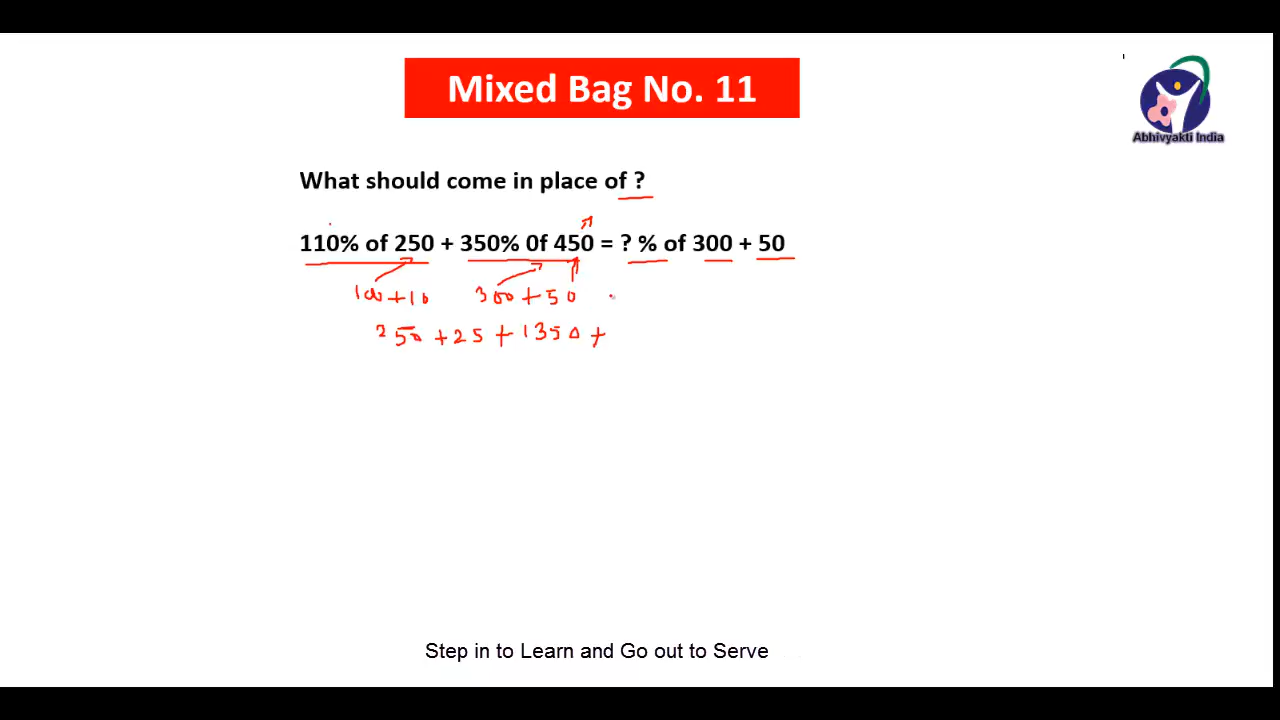 Mixed Bag No. 11
Abhivyakti India
What should come in place of ?
110% of 250 + 350% 0f 450 = ? % of 300 + 50
100+10 300+50
250+25+1350+
Step in to Learn and Go out to Serve